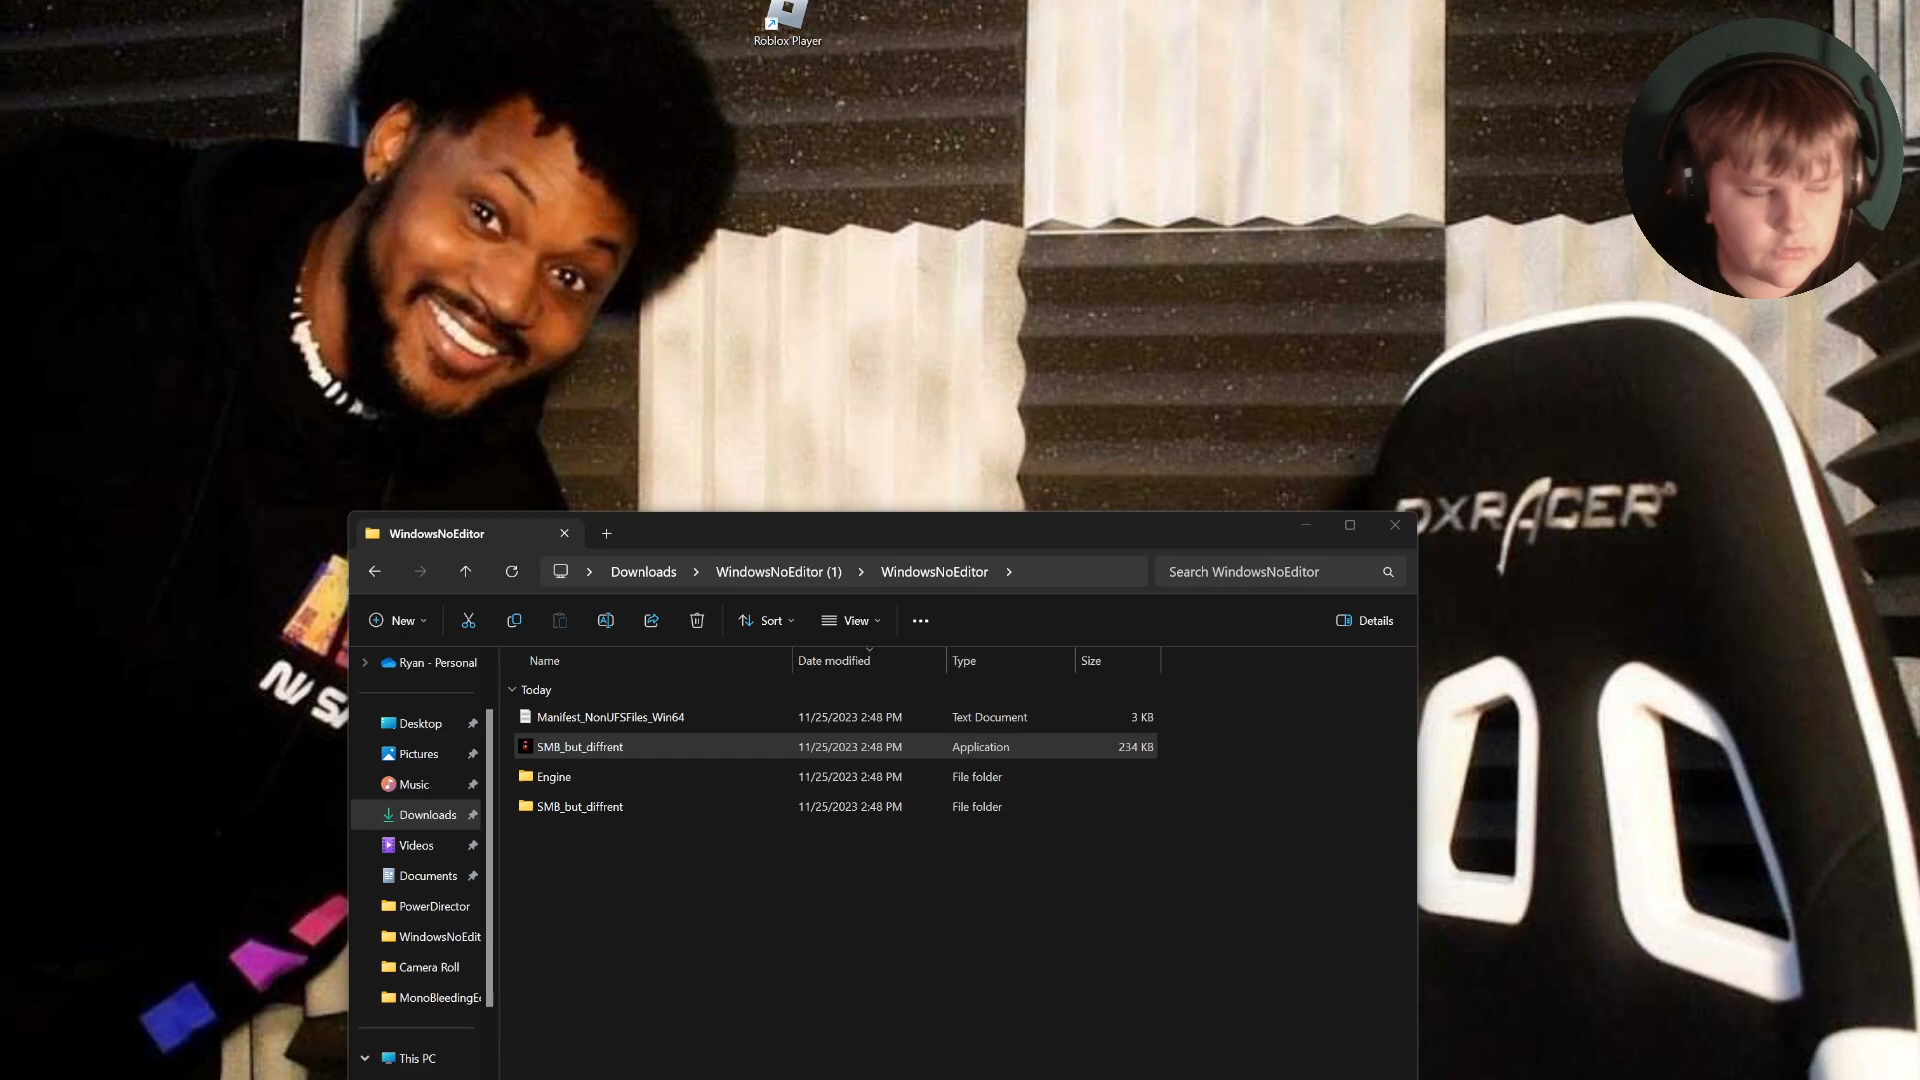 Roblox Player
DXRACER®
WindowsNoEditor
Downloads > WindowsNoEditor (1) > WindowsNoEditor >
Search WindowsNoEditor
New
Sort
View
Details
Ryan - Personal
Desktop
Pictures
Music
Downloads
Videos
Documents
PowerDirector
WindowsNoEdit
Camera Roll
MonoBleedingE
This PC
Name Date modified Type Size
Today
Manifest_NonUFSFiles_Win64 11/25/2023 2:48 PM Text Document 3 KB
SMB_but_diffrent 11/25/2023 2:48 PM Application 234 KB
Engine 11/25/2023 2:48 PM File folder
SMB_but_diffrent 11/25/2023 2:48 PM File folder